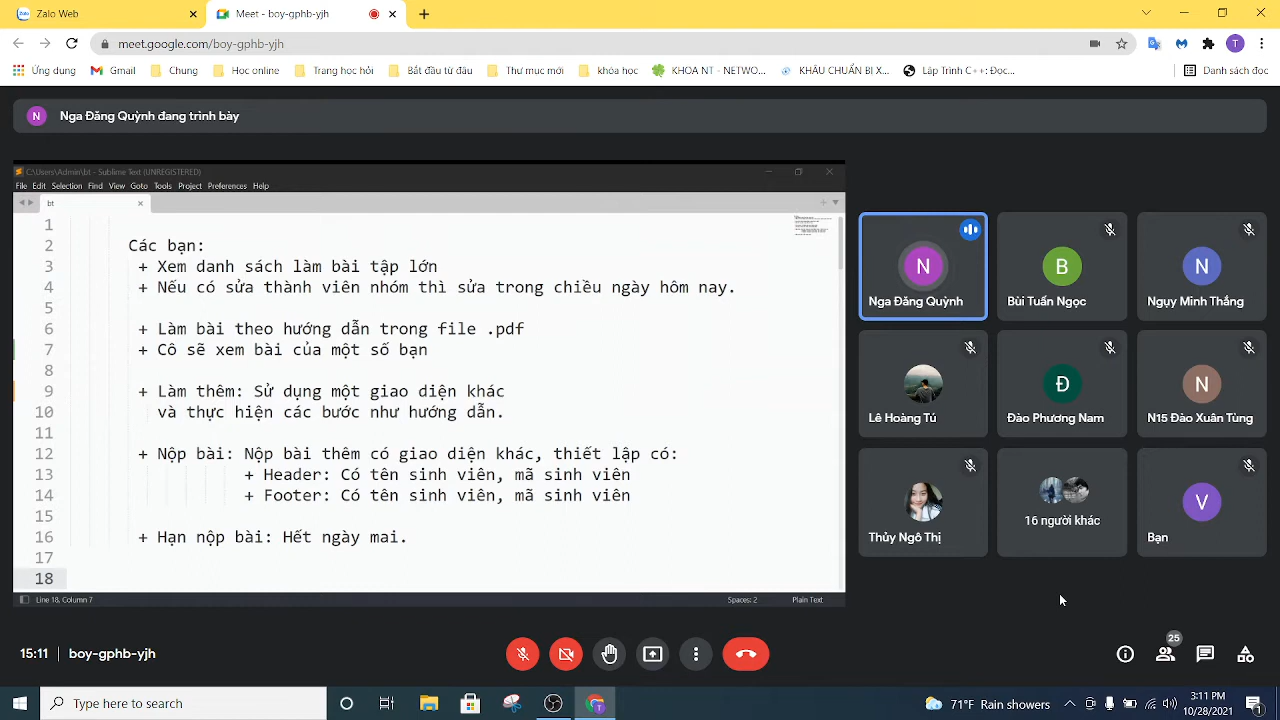 Zalo Web
Meet - boy-gphb-yjh
meet.google.com/boy-gphb-yjh
Ứng dụng
Gmail
Chung
Học online
Trang học hỏi
Bắt đầu từ đâu
Thư mục mới
khóa học
KHOA NT - NETWO...
KHÂU CHUẨN BỊ X...
Lập Trình C++: Đọc...
Danh sách đọc
N
Nga Đăng Quỳnh đang trình bày
C:\Users\Admin\bt - Sublime Text (UNREGISTERED)
File Edit Selection Find View Goto Tools Project Preferences Help
bt
1
2 Các bạn:
3 + Xem danh sách làm bài tập lớn
4 + Nếu có sửa thành viên nhóm thì sửa trong chiều ngày hôm nay.
5
6 + Làm bài theo hướng dẫn trong file .pdf
7 + Cô sẽ xem bài của một số bạn
8
9 + Làm thêm: Sử dụng một giao diện khác
10 và thực hiện các bước như hướng dẫn.
11
12 + Nộp bài: Nộp bài thêm có giao diện khác, thiết lập có:
13 + Header: Có tên sinh viên, mã sinh viên
14 + Footer: Có tên sinh viên, mã sinh viên
15
16 + Hạn nộp bài: Hết ngày mai.
17
18
Line 18, Column 7
Spaces: 2
Plain Text
N
Nga Đăng Quỳnh
B
Bùi Tuấn Ngọc
N
Ngụy Minh Thắng
Lê Hoàng Tú
Đ
Đào Phương Nam
N
N15 Đào Xuân Tùng
Thủy Ngô Thị
16 người khác
V
Bạn
15:11 | boy-gphb-yjh
25
Type here to search
71°F Rain showers
3:11 PM
10/28/2021